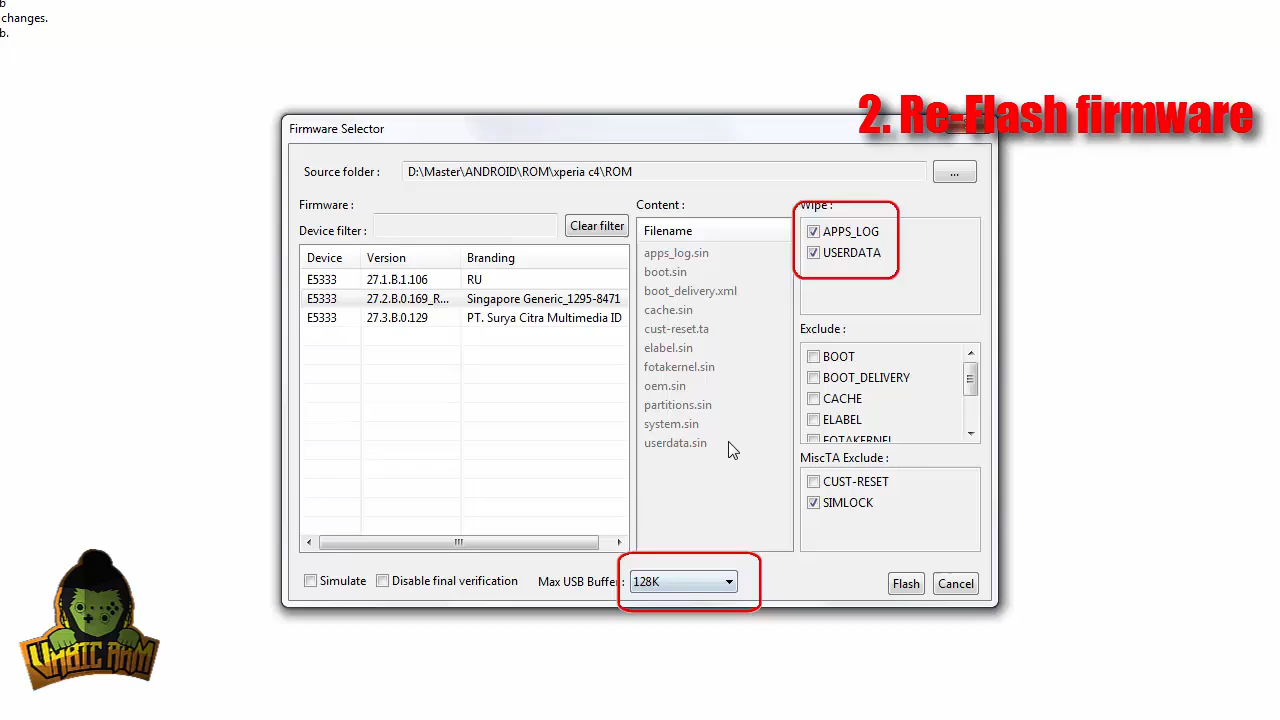 b
changes.
b.
2. Re-Flash firmware
Firmware Selector
Source folder :
D:\Master\ANDROID\ROM\xperia c4\ROM
...
Firmware :
Device filter :
Clear filter
Device Version Branding
E5333 27.1.B.1.106 RU
E5333 27.2.B.0.169_R... Singapore Generic_1295-8471
E5333 27.3.B.0.129 PT. Surya Citra Multimedia ID
Content :
Filename
apps_log.sin
boot.sin
boot_delivery.xml
cache.sin
cust-reset.ta
elabel.sin
fotakernel.sin
oem.sin
partitions.sin
system.sin
userdata.sin
Wipe :
APPS_LOG
USERDATA
Exclude :
BOOT
BOOT_DELIVERY
CACHE
ELABEL
FOTAKERNEL
MiscTA Exclude :
CUST-RESET
SIMLOCK
Simulate
Disable final verification
Max USB Buffer :
128K
Flash
Cancel